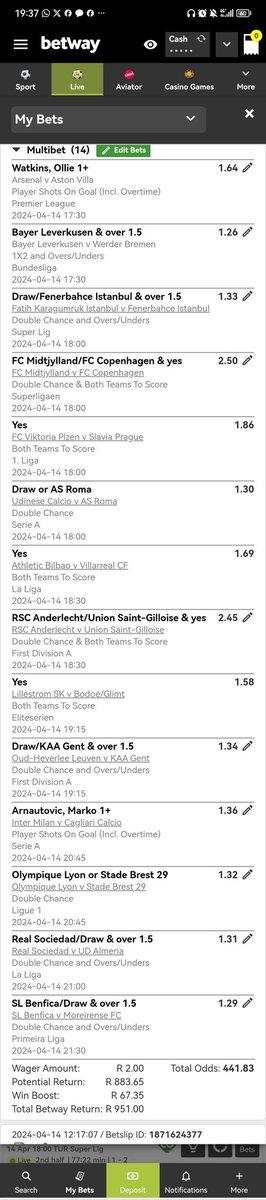 19:37
60
betway
Cash
0
Sport
Live
Aviator
Casino Games
More
My Bets
Multibet (14)
Edit Bets
Watkins, Ollie 1+ 1.64
Arsenal v Aston Villa
Player Shots On Goal (Incl. Overtime)
Premier League
2024-04-14 17:30
Bayer Leverkusen & over 1.5 1.26
Bayer Leverkusen v Werder Bremen
1X2 and Overs/Unders
Bundesliga
2024-04-14 17:30
Draw/Fenerbahce Istanbul & over 1.5 1.33
Fatih Karagumruk Istanbul v Fenerbahce Istanbul
Double Chance and Overs/Unders
Super Lig
2024-04-14 18:00
FC Midtjylland/FC Copenhagen & yes 2.50
FC Midtjylland v FC Copenhagen
Double Chance & Both Teams To Score
Superligaen
2024-04-14 18:00
Yes 1.86
FC Viktoria Plzen v Slavia Prague
Both Teams To Score
1. Liga
2024-04-14 18:00
Draw or AS Roma 1.30
Udinese Calcio v AS Roma
Double Chance
Serie A
2024-04-14 18:00
Yes 1.69
Athletic Bilbao v Villarreal CF
Both Teams To Score
La Liga
2024-04-14 18:30
RSC Anderlecht/Union Saint-Gilloise & yes 2.45
RSC Anderlecht v Union Saint-Gilloise
Double Chance & Both Teams To Score
First Division A
2024-04-14 18:30
Yes 1.58
Lillestrom SK v Bodoe/Glimt
Both Teams To Score
Eliteserien
2024-04-14 19:15
Draw/KAA Gent & over 1.5 1.34
Oud-Heverlee Leuven v KAA Gent
Double Chance and Overs/Unders
First Division A
2024-04-14 19:15
Arnautovic, Marko 1+ 1.36
Inter Milan v Cagliari Calcio
Player Shots On Goal (Incl. Overtime)
Serie A
2024-04-14 20:45
Olympique Lyon or Stade Brest 29 1.32
Olympique Lyon v Stade Brest 29
Double Chance
Ligue 1
2024-04-14 20:45
Real Sociedad/Draw & over 1.5 1.31
Real Sociedad v UD Almeria
Double Chance and Overs/Unders
La Liga
2024-04-14 21:00
SL Benfica/Draw & over 1.5 1.29
SL Benfica v Moreirense FC
Double Chance and Overs/Unders
Primeira Liga
2024-04-14 21:30
Wager Amount: R 2.00 Total Odds: 441.83
Potential Return: R 883.65
Win Boost: R 67.35
Total Betway Return: R 951.00
2024-04-14 12:17:07 / Betslip ID: 1871624377
14 Apr 18:00 TUR Super Lig
Live 2nd half | 77:22 min | 1 - 2
Bets
Search
My Bets
Deposit
Notifications
More